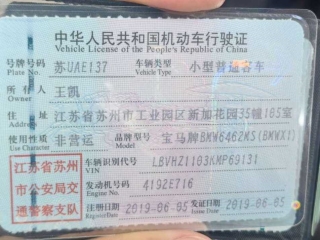 中华人民共和国机动车行驶证
Vehicle License of the People's Republic of China
号牌号码 苏UAE137 车辆类型 小型普通客车
Plate No. Vehicle Type
所有人 王凯
Owner
住址 江苏省苏州市工业园区新加花园35幢105室
Address
使用性质 非营运 品牌型号 宝马牌BMW6462MS(BMWX1)
Use Character Model
江苏省苏州市公安局交通警察支队
车辆识别代号 LBVHZ1103KMP69131
VIN
发动机号码 4192E716
Engine No.
注册日期 2019-06-05 发证日期 2019-06-05
Register Date Issue Date